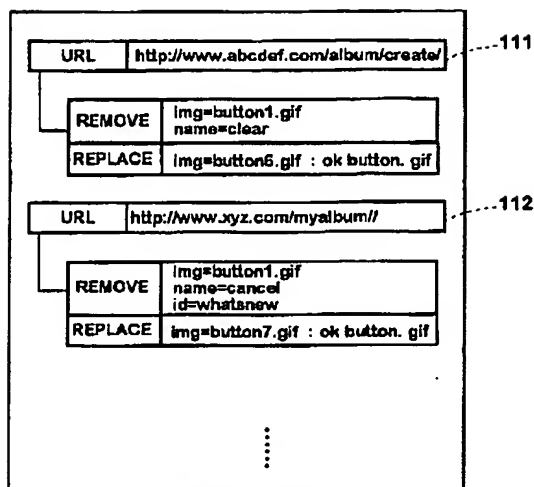 URL http://www.abcdef.com/album/create/ 111
REMOVE img=button1.gif
name=clear
REPLACE img=button6.gif : ok button. gif
URL http://www.xyz.com/myalbum// 112
REMOVE img=button1.gif
name=cancel
id=whatsnew
REPLACE img=button7.gif : ok button. gif